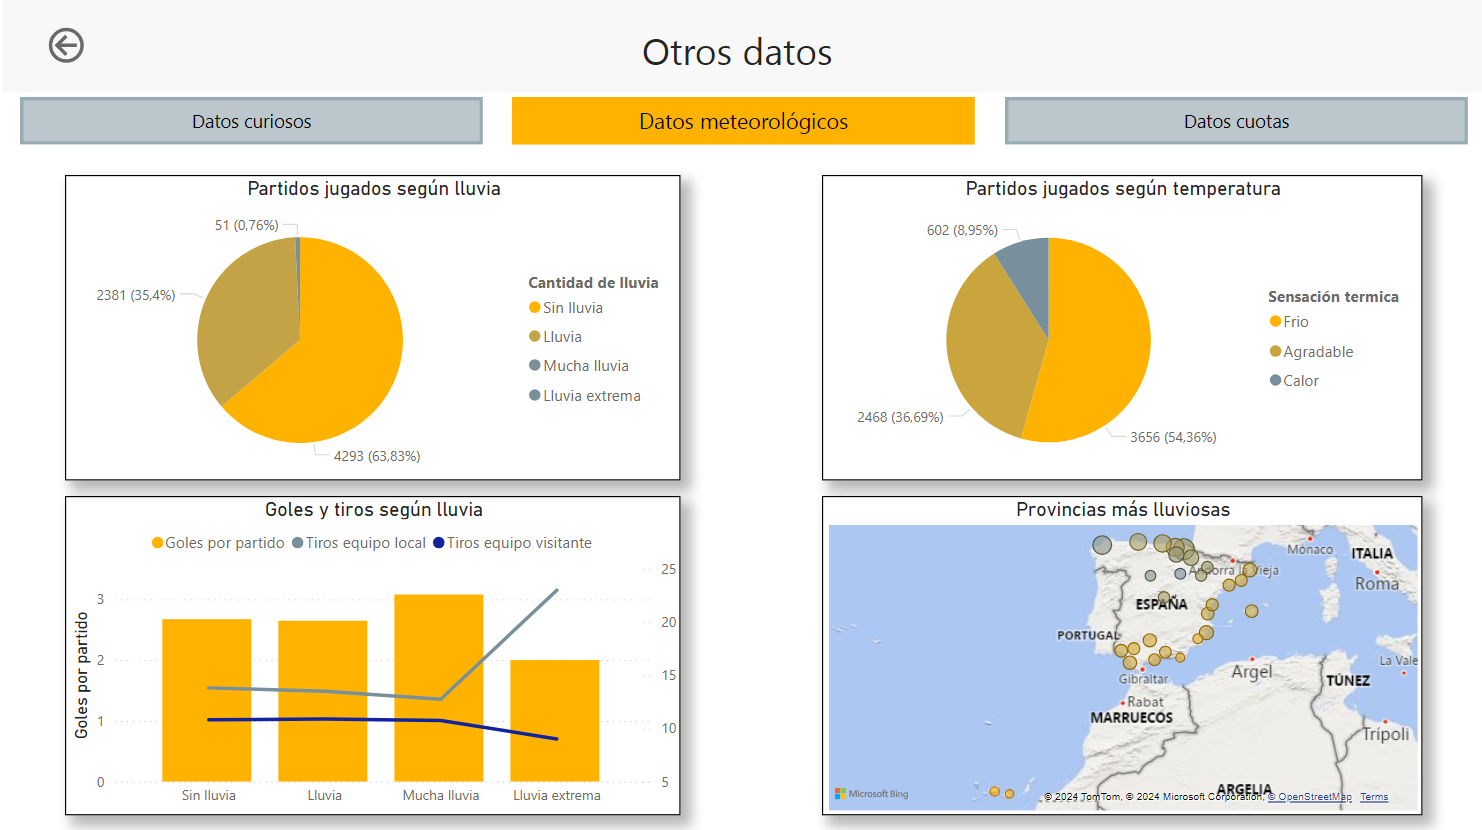 Otros datos
Datos curiosos
Datos meteorológicos
Datos cuotas
Partidos jugados según lluvia
51 (0,76%)
2381 (35,4%)
4293 (63,83%)
Cantidad de lluvia
Sin lluvia
Lluvia
Mucha lluvia
Lluvia extrema
Partidos jugados según temperatura
602 (8,95%)
2468 (36,69%)
3656 (54,36%)
Sensación termica
Frio
Agradable
Calor
Goles y tiros según lluvia
Goles por partido
Tiros equipo local
Tiros equipo visitante
Goles por partido
3
2
1
0
25
20
15
10
5
Sin lluvia
Lluvia
Mucha lluvia
Lluvia extrema
Provincias más lluviosas
Mónaco
ITALIA
Andorra la Vieja
Roma
ESPAÑA
PORTUGAL
Gibraltar
Argel
La Vale
TÚNEZ
Rabat
MARRUECOS
Trípoli
ARGELIA
Microsoft Bing
© 2024 TomTom, © 2024 Microsoft Corporation, © OpenStreetMap Terms